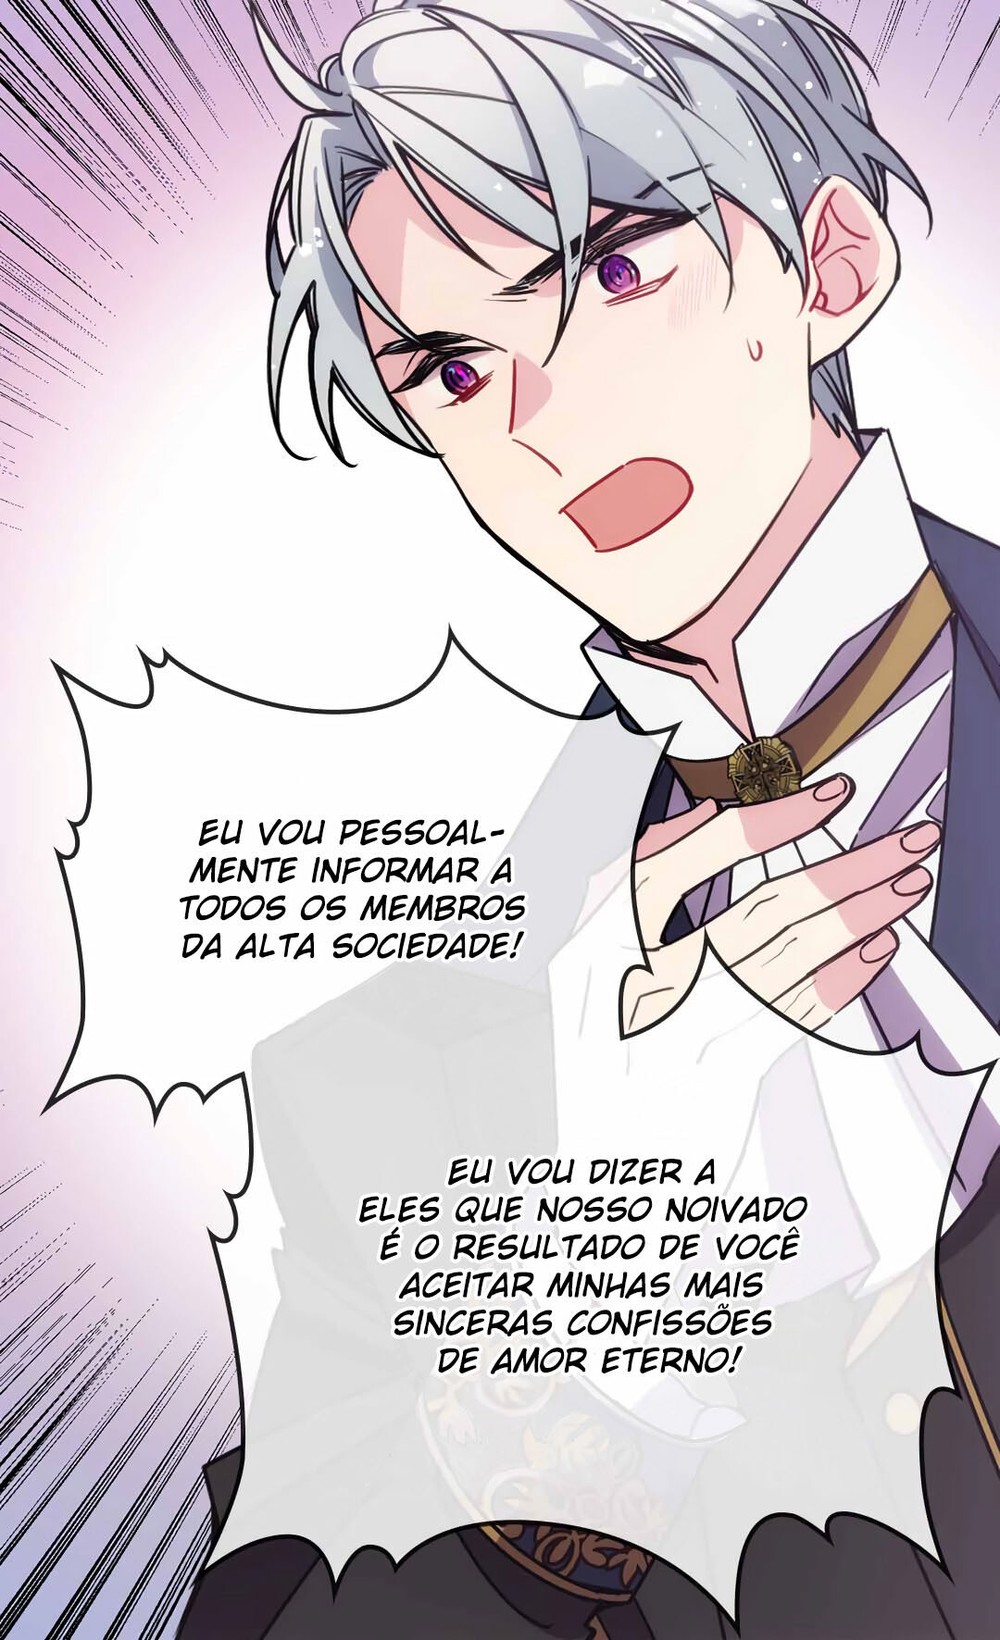 EU VOU PESSOAL-
MENTE INFORMAR A
TODOS OS MEMBROS
DA ALTA SOCIEDADE!
EU VOU DIZER A
ELES QUE NOSSO NOIVADO
É O RESULTADO DE VOCÊ
ACEITAR MINHAS MAIS
SINCERAS CONFISSÕES
DE AMOR ETERNO!